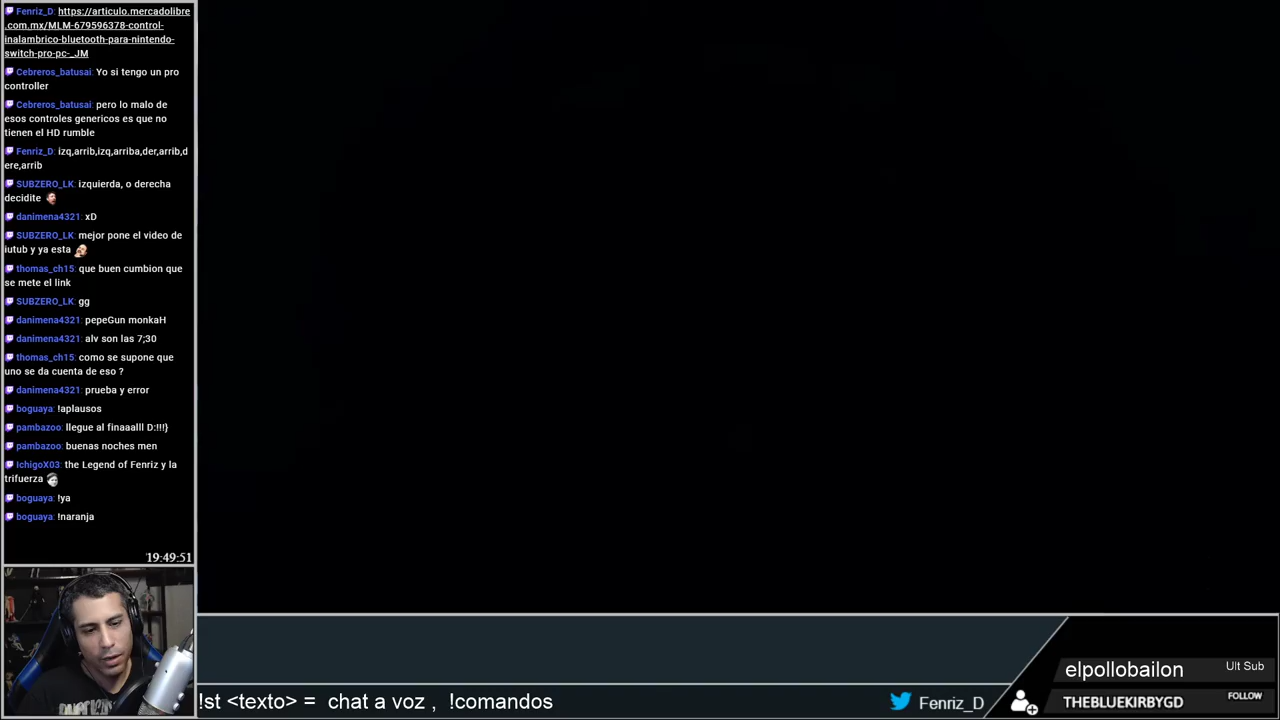 Fenriz_D: https://articulo.mercadolibre
.com.mx/MLM-679596378-control-
inalambrico-bluetooth-para-nintendo-
switch-pro-pc-_JM
Cebreros_batusai: Yo si tengo un pro
controller
Cebreros_batusai: pero lo malo de
esos controles genericos es que no
tienen el HD rumble
Fenriz_D: izq,arrib,izq,arriba,der,arrib,d
ere,arrib
SUBZERO_LK: izquierda, o derecha
decidite
danimena4321: xD
SUBZERO_LK: mejor pone el video de
iutub y ya esta
thomas_ch15: que buen cumbion que
se mete el link
SUBZERO_LK: gg
danimena4321: pepeGun monkaH
danimena4321: alv son las 7;30
thomas_ch15: como se supone que
uno se da cuenta de eso ?
danimena4321: prueba y error
boguaya: !aplausos
pambazoo: llegue al finaaalll D:!!!}
pambazoo: buenas noches men
IchigoX03: the Legend of Fenriz y la
trifuerza
boguaya: !ya
boguaya: !naranja
19:49:51
elpollobailon Ult Sub
!st <texto> = chat a voz , !comandos
Fenriz_D
THEBLUEKIRBYGD FOLLOW